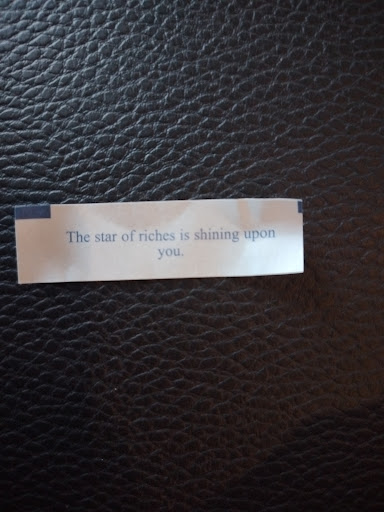 The star of riches is shining upon
you.